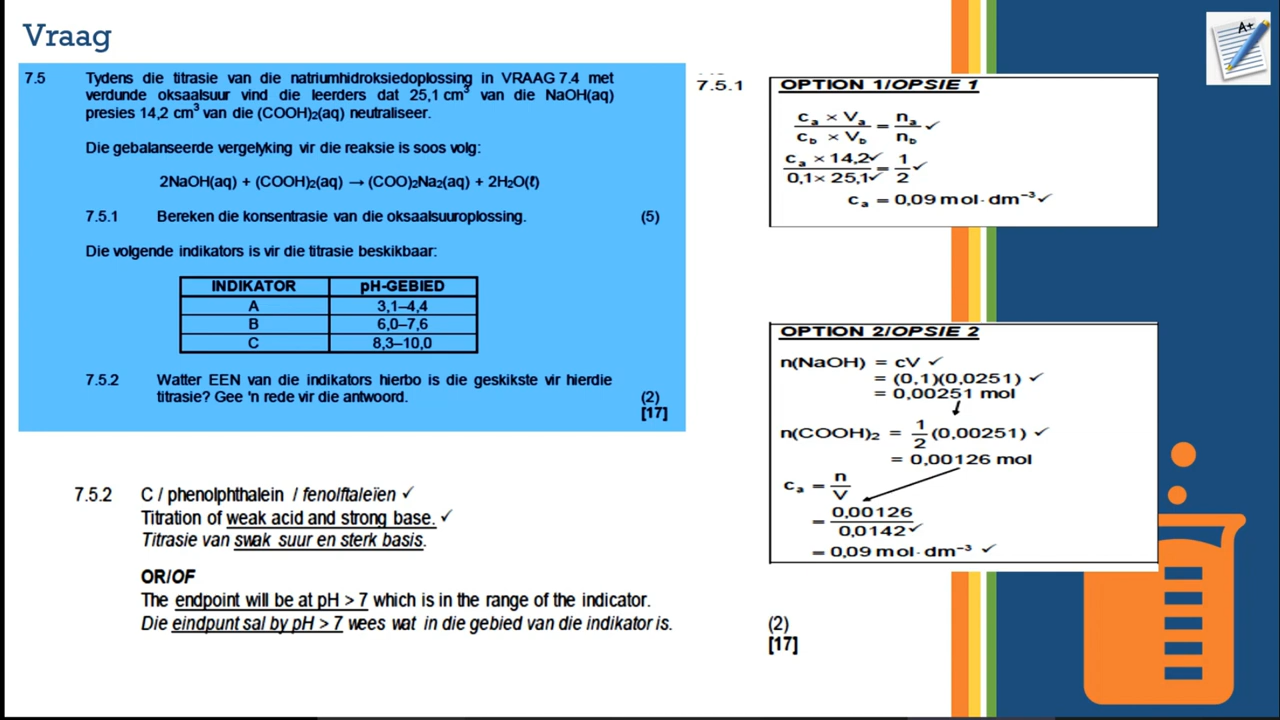 Vraag
A+
7.5 Tydens die titrasie van die natriumhidroksiedoplossing in VRAAG 7.4 met
verdunde oksaalsuur vind die leerders dat 25,1 cm³ van die NaOH(aq)
presies 14,2 cm³ van die (COOH)₂(aq) neutraliseer.
Die gebalanseerde vergelyking vir die reaksie is soos volg:
2NaOH(aq) + (COOH)₂(aq) → (COO)₂Na₂(aq) + 2H₂O(ℓ)
7.5.1 Bereken die konsentrasie van die oksaalsuuroplossing. (5)
Die volgende indikators is vir die titrasie beskikbaar:
INDIKATOR pH-GEBIED
A 3,1–4,4
B 6,0–7,6
C 8,3–10,0
7.5.2 Watter EEN van die indikators hierbo is die geskikste vir hierdie
titrasie? Gee 'n rede vir die antwoord. (2)
[17]
7.5.2 C / phenolphthalein / fenolftaleïen ✓
Titration of weak acid and strong base. ✓
Titrasie van swak suur en sterk basis.
OR/OF
The endpoint will be at pH > 7 which is in the range of the indicator.
Die eindpunt sal by pH > 7 wees wat in die gebied van die indikator is.
7.5.1
OPTION 1/OPSIE 1
cₐ × Vₐ = nₐ ✓
c_b × V_b n_b
cₐ × 14,2✓ = 1 ✓
0,1 × 25,1✓ 2
cₐ = 0,09 mol·dm⁻³ ✓
OPTION 2/OPSIE 2
n(NaOH) = cV ✓
= (0,1)(0,0251) ✓
= 0,00251 mol
n(COOH)₂ = 1/2 (0,00251) ✓
= 0,00126 mol
cₐ = n
V
= 0,00126
0,0142✓
= 0,09 mol·dm⁻³ ✓
(2)
[17]